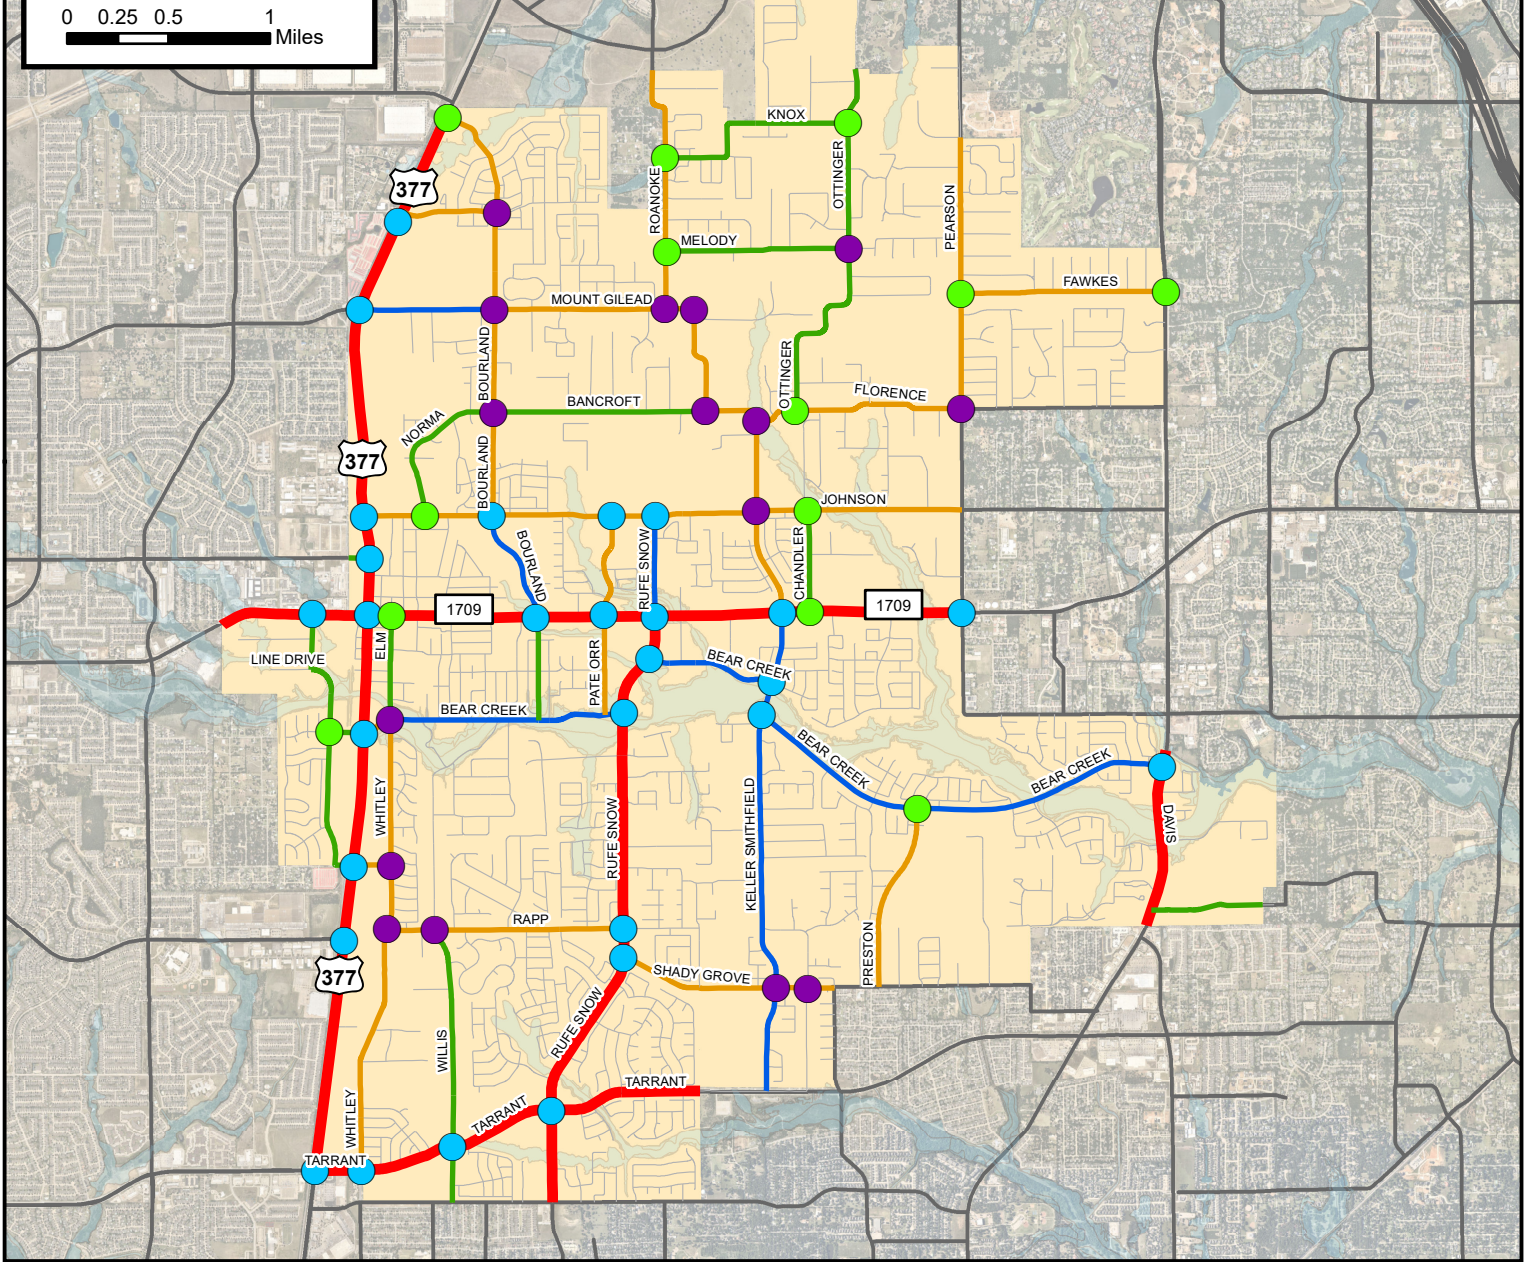 0 0.25 0.5 1
Miles
KNOX
377
ROANOKE
OTTINGER
PEARSON
MELODY
FAWKES
MOUNT GILEAD
BOURLAND
OTTINGER
FLORENCE
BANCROFT
NORMA
377
BOURLAND
JOHNSON
BOURLAND
RUFE SNOW
CHANDLER
1709
1709
ELM
LINE DRIVE
PATE ORR
BEAR CREEK
BEAR CREEK
BEAR CREEK
BEAR CREEK
WHITLEY
RUFE SNOW
KELLER SMITHFIELD
DAVIS
RAPP
PRESTON
377
SHADY GROVE
RUFE SNOW
WILLIS
TARRANT
TARRANT
WHITLEY
TARRANT